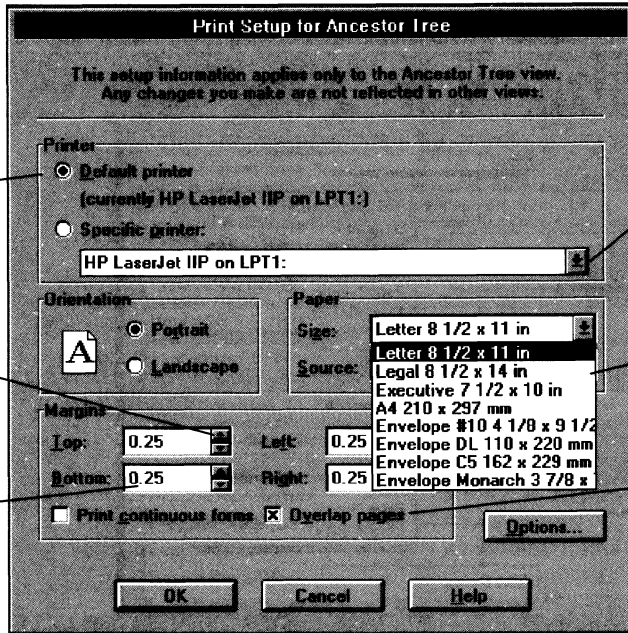 Print Setup for Ancestor Tree
This setup information applies only to the Ancestor Tree view.
Any changes you make are not reflected in other views.
Printer
Default printer
(currently HP LaserJet IIP on LPT1:)
Specific printer:
HP LaserJet IIP on LPT1:
Orientation
A
Portrait
Landscape
Paper
Size: Letter 8 1/2 x 11 in
Source:
Letter 8 1/2 x 11 in
Legal 8 1/2 x 14 in
Executive 7 1/2 x 10 in
A4 210 x 297 mm
Envelope #10 4 1/8 x 9 1/2
Envelope DL 110 x 220 mm
Envelope C5 162 x 229 mm
Envelope Monarch 3 7/8 x
Margins
Top: 0.25 Left: 0.25
Bottom: 0.25 Right: 0.25
Print continuous forms Overlap pages
Options...
OK Cancel Help